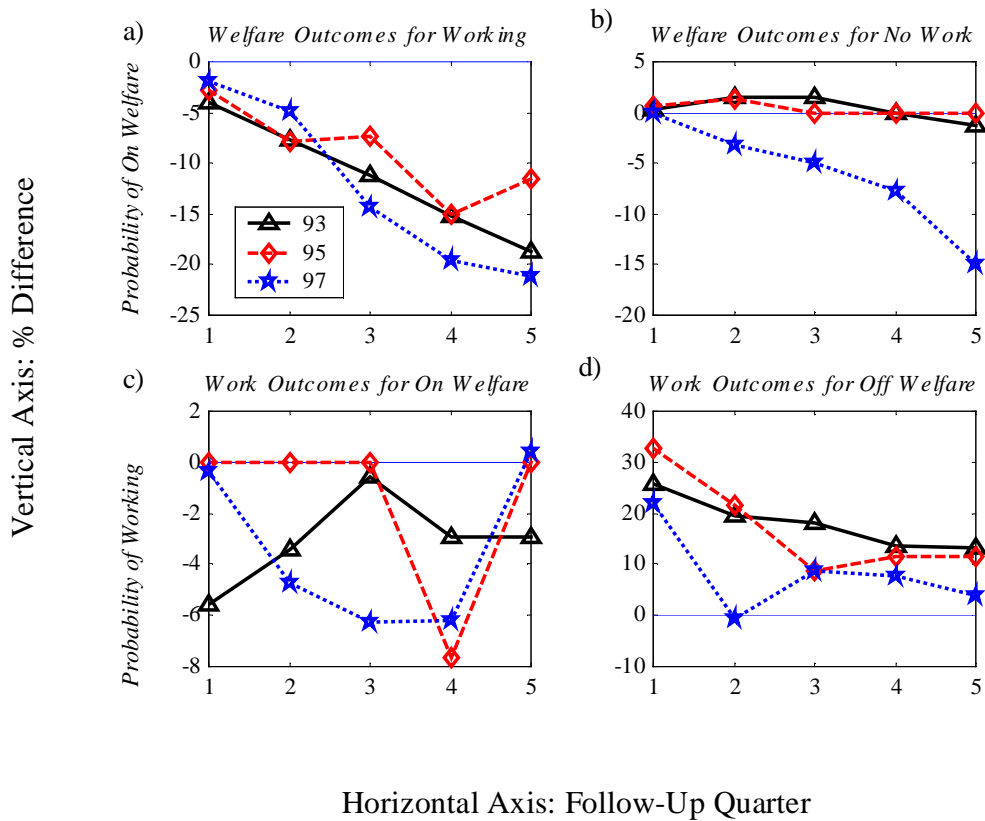 a)
Welfare Outcomes for Working
b)
Welfare Outcomes for No Work
Vertical Axis: % Difference
Probability of On Welfare
0
-5
-10
-15
-20
-25
93
95
97
1 2 3 4 5
5
0
-5
-10
-15
-20
1 2 3 4 5
c)
Work Outcomes for On Welfare
d)
Work Outcomes for Off Welfare
Probability of Working
2
0
-2
-4
-6
-8
1 2 3 4 5
40
30
20
10
0
-10
1 2 3 4 5
Horizontal Axis: Follow-Up Quarter